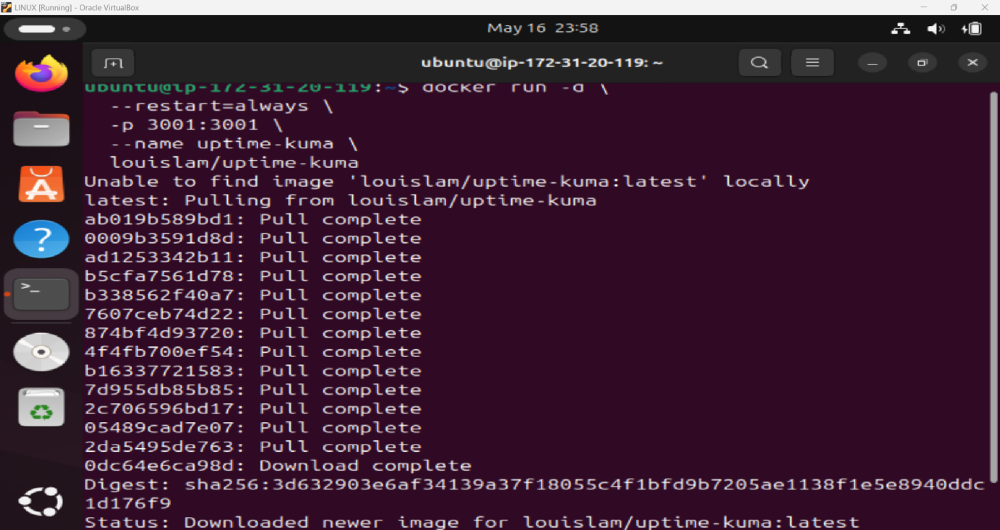 LINUX [Running] - Oracle VirtualBox
May 16 23:58
ubuntu@ip-172-31-20-119: ~
ubuntu@ip-172-31-20-119:~$ docker run -d \
--restart=always \
-p 3001:3001 \
--name uptime-kuma \
louislam/uptime-kuma
Unable to find image 'louislam/uptime-kuma:latest' locally
latest: Pulling from louislam/uptime-kuma
ab019b589bd1: Pull complete
0009b3591d8d: Pull complete
ad1253342b11: Pull complete
b5cfa7561d78: Pull complete
b338562f40a7: Pull complete
7607ceb74d22: Pull complete
874bf4d93720: Pull complete
4f4fb700ef54: Pull complete
b16337721583: Pull complete
7d955db85b85: Pull complete
2c706596bd17: Pull complete
05489cad7e07: Pull complete
2da5495de763: Pull complete
0dc64e6ca98d: Download complete
Digest: sha256:3d632903e6af34139a37f18055c4f1bfd9b7205ae1138f1e5e8940ddc
1d176f9
Status: Downloaded newer image for louislam/uptime-kuma:latest